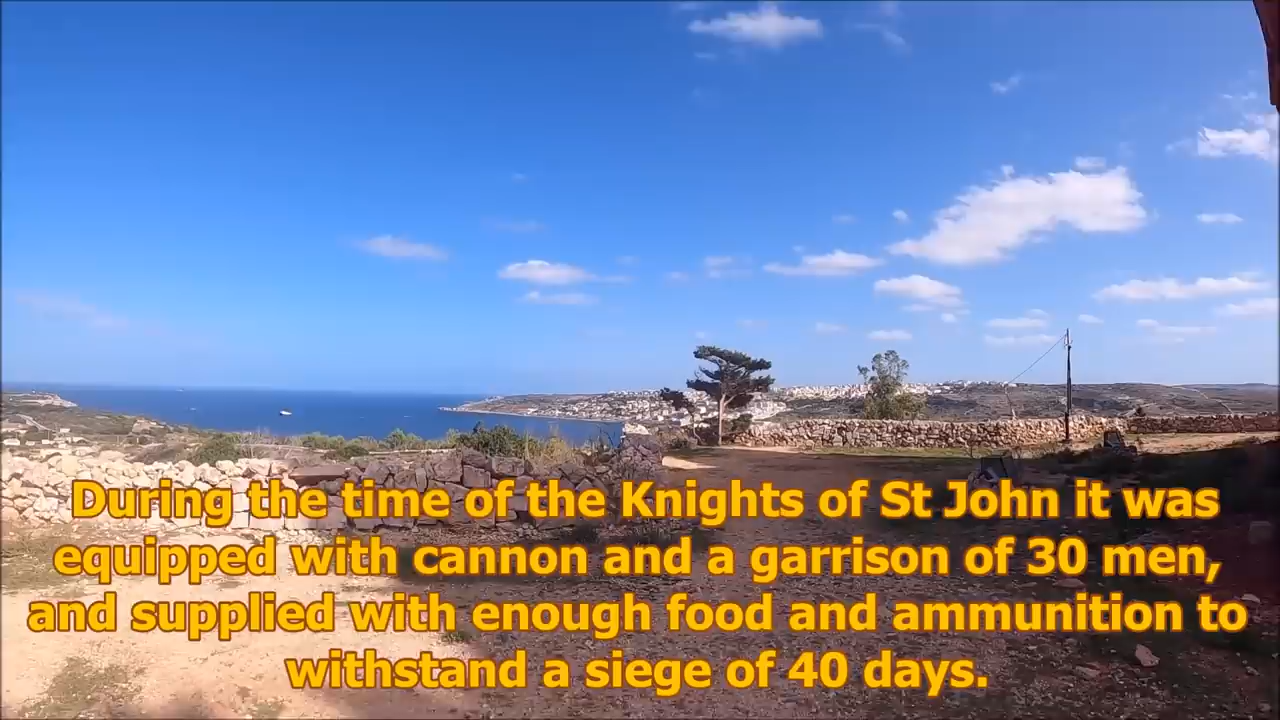 During the time of the Knights of St John it was
equipped with cannon and a garrison of 30 men,
and supplied with enough food and ammunition to
withstand a siege of 40 days.